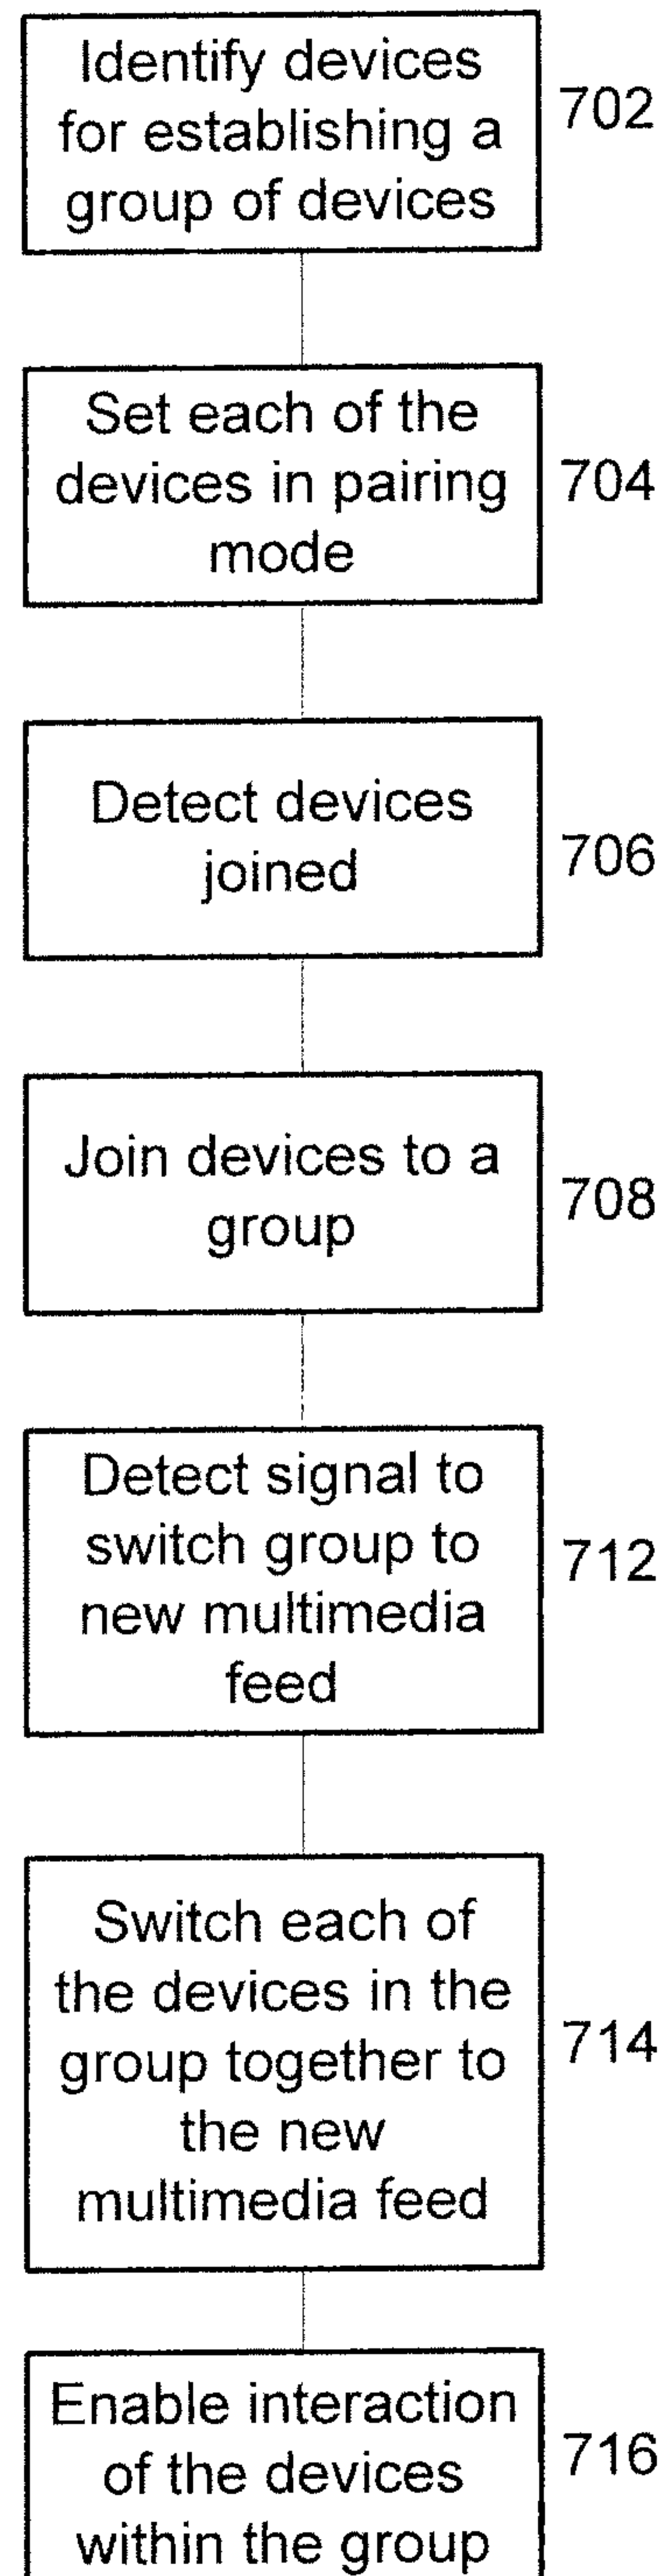 Identify devices
for establishing a
group of devices
702
Set each of the
devices in pairing
mode
704
Detect devices
joined
706
Join devices to a
group
708
Detect signal to
switch group to
new multimedia
feed
712
Switch each of
the devices in the
group together to
the new
multimedia feed
714
Enable interaction
of the devices
within the group
716